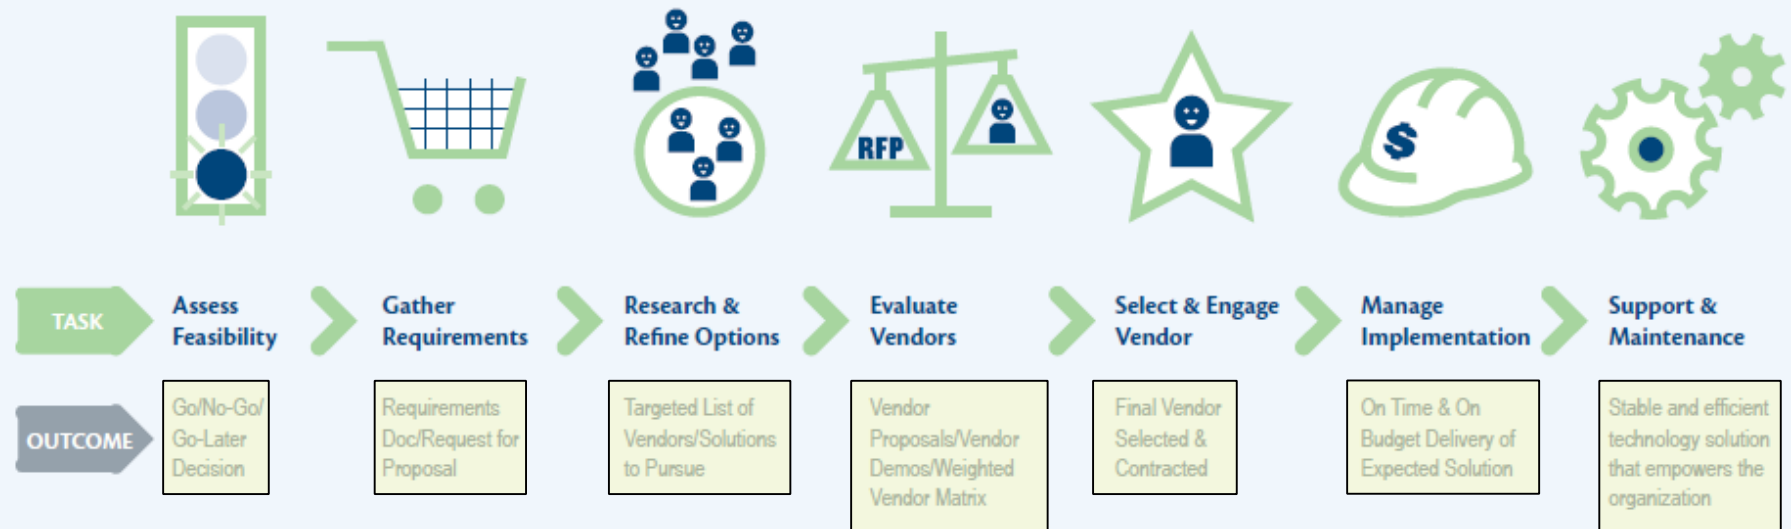 RFP
$
TASK
Assess
Feasibility
Gather
Requirements
Research &
Refine Options
Evaluate
Vendors
Select & Engage
Vendor
Manage
Implementation
Support &
Maintenance
OUTCOME
Go/No-Go/
Go-Later
Decision
Requirements
Doc/Request for
Proposal
Targeted List of
Vendors/Solutions
to Pursue
Vendor
Proposals/Vendor
Demos/Weighted
Vendor Matrix
Final Vendor
Selected &
Contracted
On Time & On
Budget Delivery of
Expected Solution
Stable and efficient
technology solution
that empowers the
organization